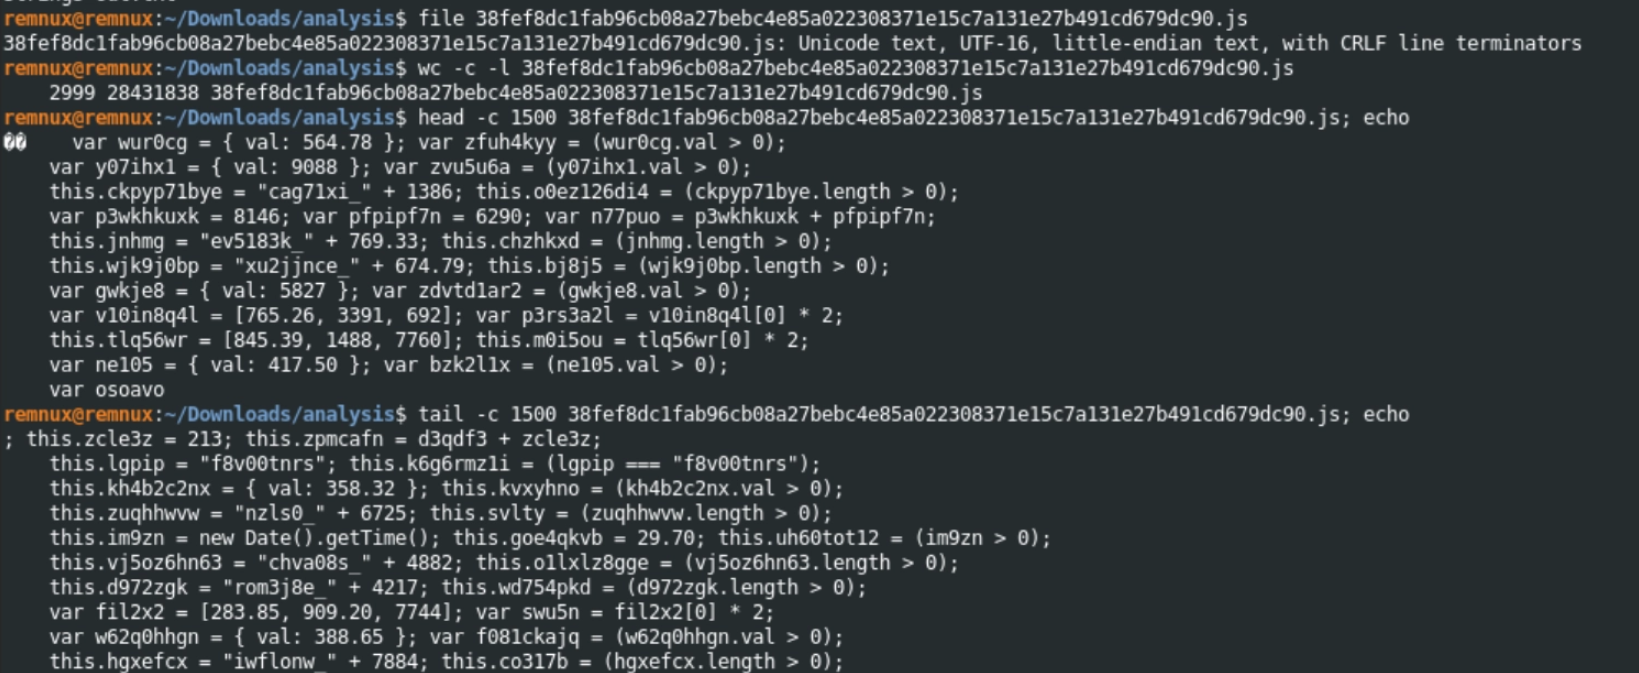 remnux@remnux:~/Downloads/analysis$ file 38fef8dc1fab96cb08a27bebc4e85a022308371e15c7a131e27b491cd679dc90.js
38fef8dc1fab96cb08a27bebc4e85a022308371e15c7a131e27b491cd679dc90.js: Unicode text, UTF-16, little-endian text, with CRLF line terminators
remnux@remnux:~/Downloads/analysis$ wc -c -l 38fef8dc1fab96cb08a27bebc4e85a022308371e15c7a131e27b491cd679dc90.js
    2999 28431838 38fef8dc1fab96cb08a27bebc4e85a022308371e15c7a131e27b491cd679dc90.js
remnux@remnux:~/Downloads/analysis$ head -c 1500 38fef8dc1fab96cb08a27bebc4e85a022308371e15c7a131e27b491cd679dc90.js; echo
��    var wur0cg = { val: 564.78 }; var zfuh4kyy = (wur0cg.val > 0);
    var y07ihx1 = { val: 9088 }; var zvu5u6a = (y07ihx1.val > 0);
    this.ckpyp71bye = "cag71xi_" + 1386; this.o0ez126di4 = (ckpyp71bye.length > 0);
    var p3wkhkuxk = 8146; var pfpipf7n = 6290; var n77puo = p3wkhkuxk + pfpipf7n;
    this.jnhmg = "ev5183k_" + 769.33; this.chzhkxd = (jnhmg.length > 0);
    this.wjk9j0bp = "xu2jjnce_" + 674.79; this.bj8j5 = (wjk9j0bp.length > 0);
    var gwkje8 = { val: 5827 }; var zdvtd1ar2 = (gwkje8.val > 0);
    var v10in8q4l = [765.26, 3391, 692]; var p3rs3a2l = v10in8q4l[0] * 2;
    this.tlq56wr = [845.39, 1488, 7760]; this.m0i5ou = tlq56wr[0] * 2;
    var ne105 = { val: 417.50 }; var bzk2l1x = (ne105.val > 0);
    var osoavo
remnux@remnux:~/Downloads/analysis$ tail -c 1500 38fef8dc1fab96cb08a27bebc4e85a022308371e15c7a131e27b491cd679dc90.js; echo
; this.zcle3z = 213; this.zpmcafn = d3qdf3 + zcle3z;
    this.lgpip = "f8v00tnrs"; this.k6g6rmz1i = (lgpip === "f8v00tnrs");
    this.kh4b2c2nx = { val: 358.32 }; this.kvxyhno = (kh4b2c2nx.val > 0);
    this.zuqhhwvw = "nzls0_" + 6725; this.svlty = (zuqhhwvw.length > 0);
    this.im9zn = new Date().getTime(); this.goe4qkvb = 29.70; this.uh60tot12 = (im9zn > 0);
    this.vj5oz6hn63 = "chva08s_" + 4882; this.o1lxlz8gge = (vj5oz6hn63.length > 0);
    this.d972zgk = "rom3j8e_" + 4217; this.wd754pkd = (d972zgk.length > 0);
    var fil2x2 = [283.85, 909.20, 7744]; var swu5n = fil2x2[0] * 2;
    var w62q0hhgn = { val: 388.65 }; var f081ckajq = (w62q0hhgn.val > 0);
    this.hgxefcx = "iwflonw_" + 7884; this.co317b = (hgxefcx.length > 0);